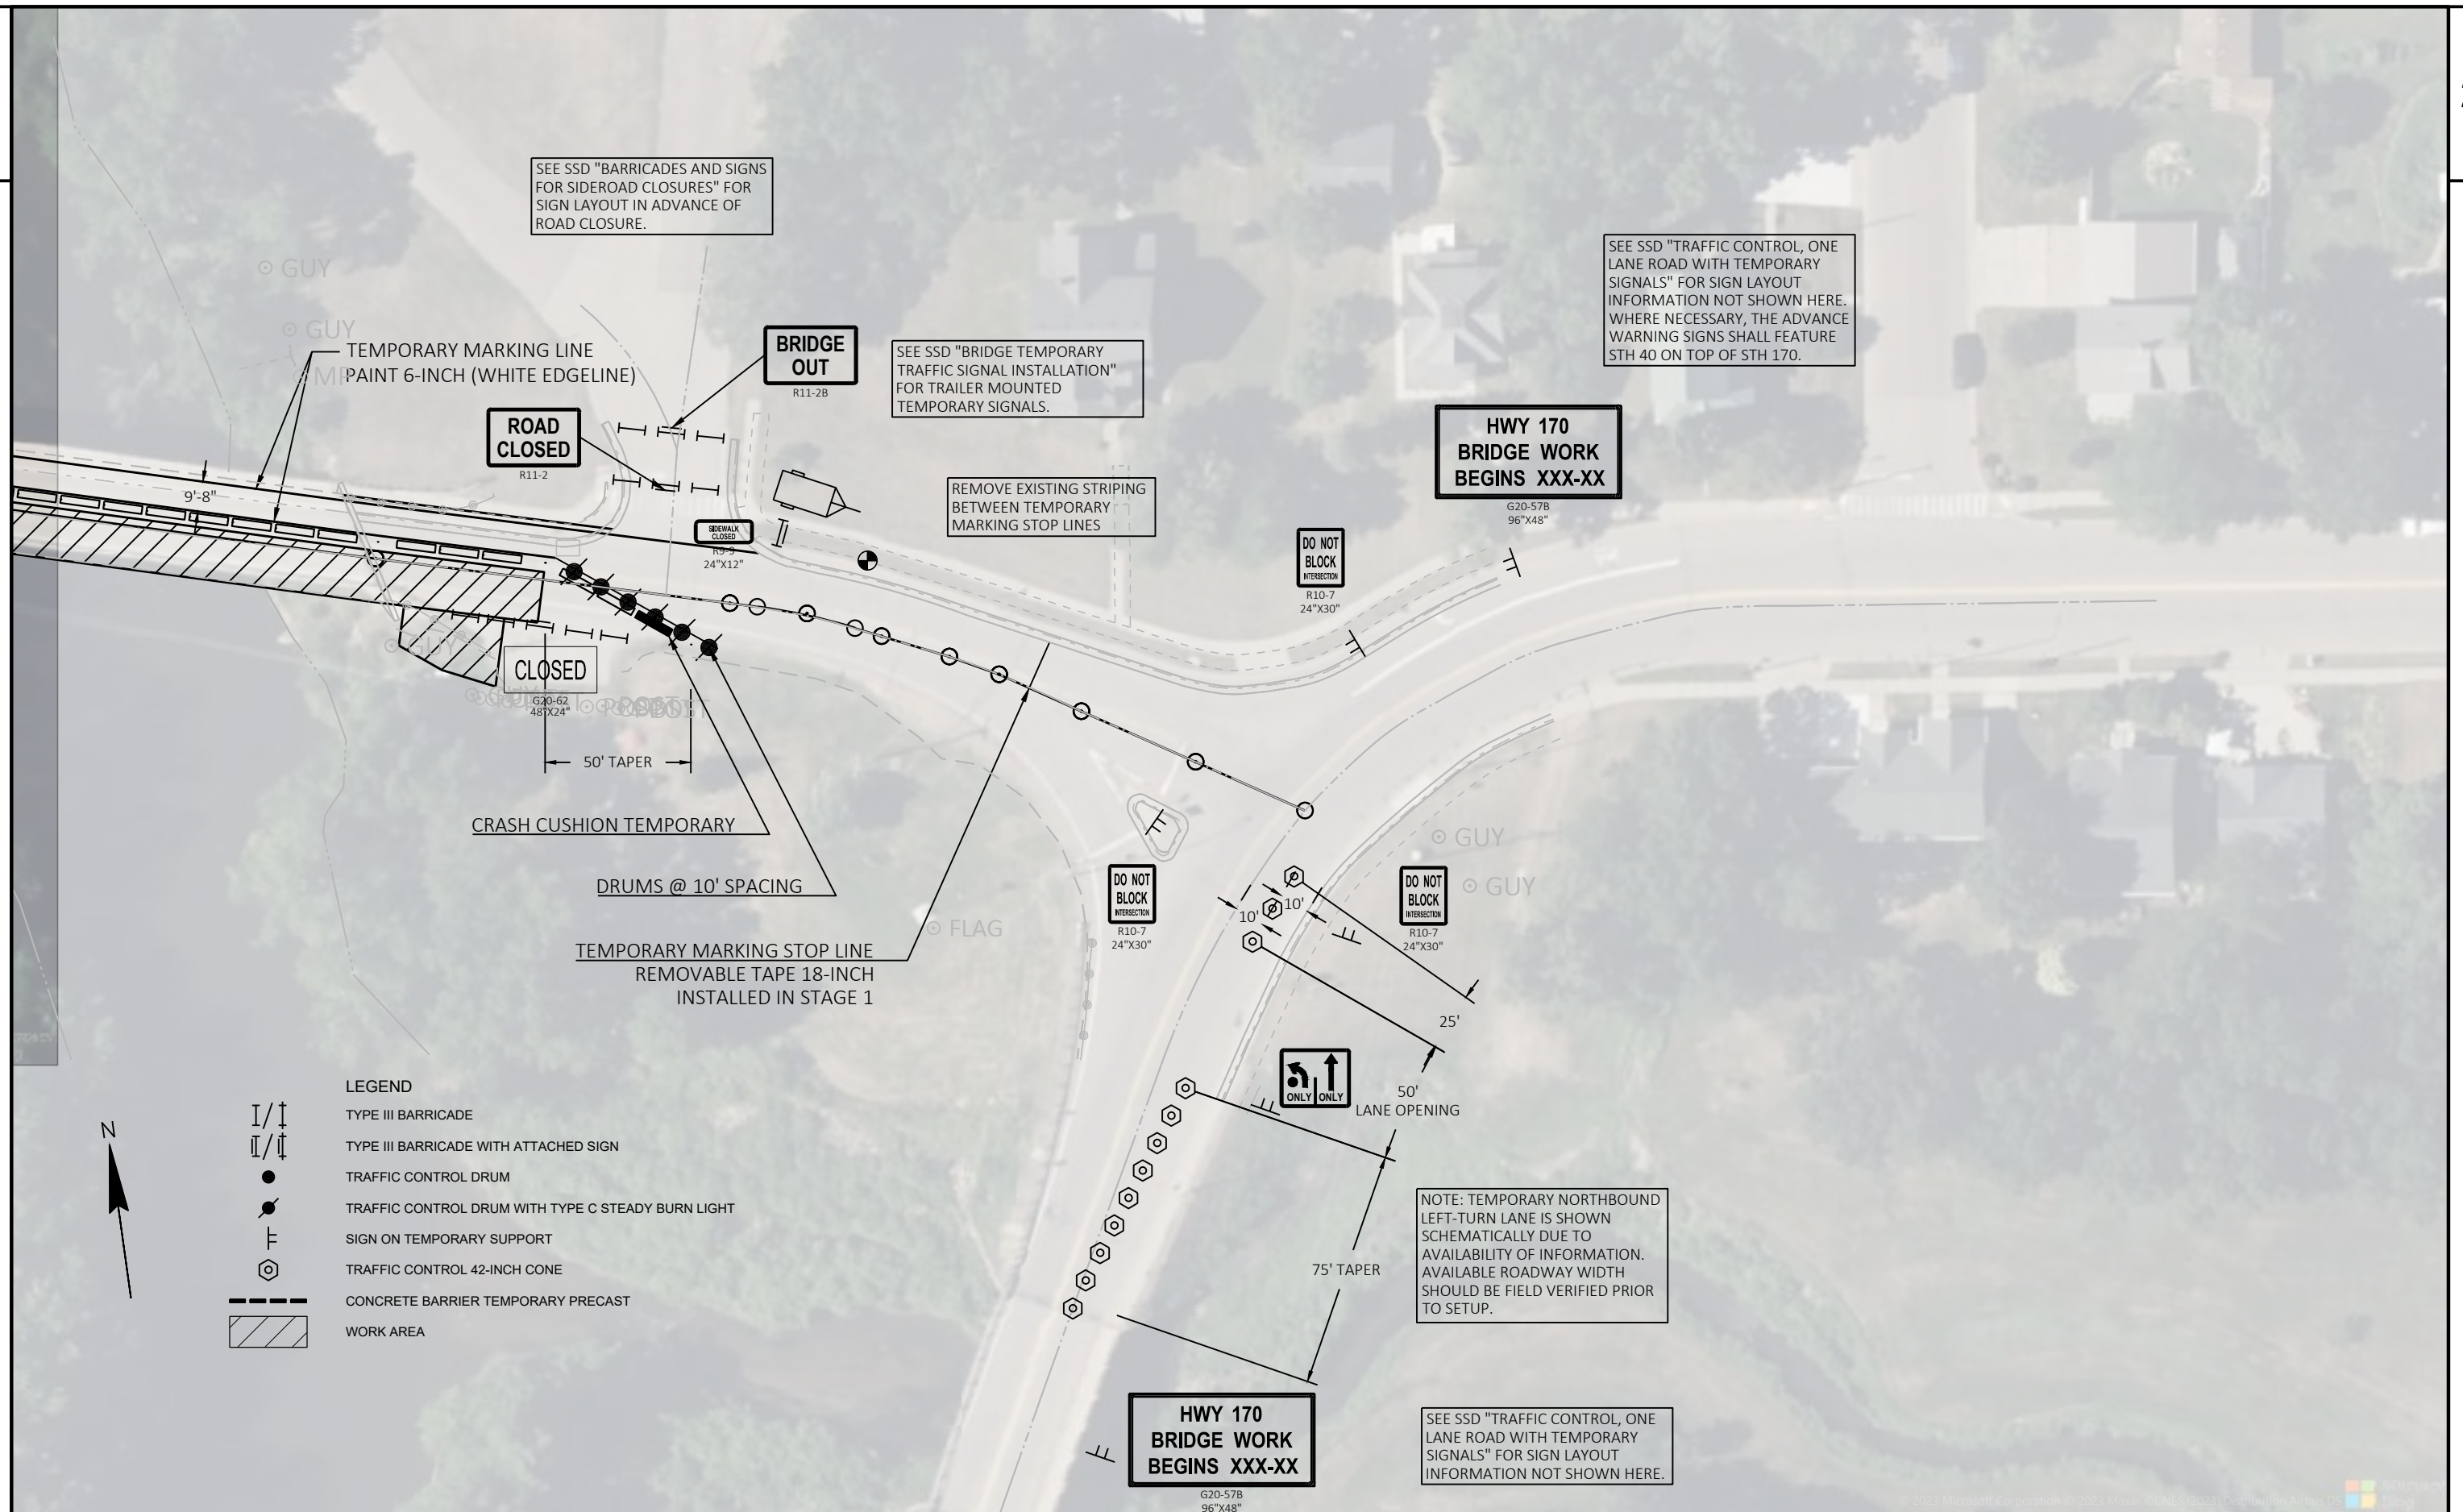 SEE SSD "BARRICADES AND SIGNS
FOR SIDEROAD CLOSURES" FOR
SIGN LAYOUT IN ADVANCE OF
ROAD CLOSURE.
SEE SSD "TRAFFIC CONTROL, ONE
LANE ROAD WITH TEMPORARY
SIGNALS" FOR SIGN LAYOUT
INFORMATION NOT SHOWN HERE.
WHERE NECESSARY, THE ADVANCE
WARNING SIGNS SHALL FEATURE
STH 40 ON TOP OF STH 170.
GUY
GUY
TEMPORARY MARKING LINE
PAINT 6-INCH (WHITE EDGELINE)
BRIDGE
OUT
R11-2B
SEE SSD "BRIDGE TEMPORARY
TRAFFIC SIGNAL INSTALLATION"
FOR TRAILER MOUNTED
TEMPORARY SIGNALS.
ROAD
CLOSED
R11-2
HWY 170
BRIDGE WORK
BEGINS XXX-XX
G20-57B
96"X48"
9'-8"
REMOVE EXISTING STRIPING
BETWEEN TEMPORARY
MARKING STOP LINES
SIDEWALK
CLOSED
R9-9
24"X12"
DO NOT
BLOCK
INTERSECTION
R10-7
24"X30"
GUY
CLOSED
G20-62
48"X24"
POST
50' TAPER
CRASH CUSHION TEMPORARY
DRUMS @ 10' SPACING
TEMPORARY MARKING STOP LINE
REMOVABLE TAPE 18-INCH
INSTALLED IN STAGE 1
FLAG
DO NOT
BLOCK
INTERSECTION
R10-7
24"X30"
10'
10'
DO NOT
BLOCK
INTERSECTION
R10-7
24"X30"
GUY
GUY
25'
ONLY ONLY
50'
LANE OPENING
75' TAPER
NOTE: TEMPORARY NORTHBOUND
LEFT-TURN LANE IS SHOWN
SCHEMATICALLY DUE TO
AVAILABILITY OF INFORMATION.
AVAILABLE ROADWAY WIDTH
SHOULD BE FIELD VERIFIED PRIOR
TO SETUP.
N
LEGEND
TYPE III BARRICADE
TYPE III BARRICADE WITH ATTACHED SIGN
TRAFFIC CONTROL DRUM
TRAFFIC CONTROL DRUM WITH TYPE C STEADY BURN LIGHT
SIGN ON TEMPORARY SUPPORT
TRAFFIC CONTROL 42-INCH CONE
CONCRETE BARRIER TEMPORARY PRECAST
WORK AREA
HWY 170
BRIDGE WORK
BEGINS XXX-XX
G20-57B
96"X48"
SEE SSD "TRAFFIC CONTROL, ONE
LANE ROAD WITH TEMPORARY
SIGNALS" FOR SIGN LAYOUT
INFORMATION NOT SHOWN HERE.